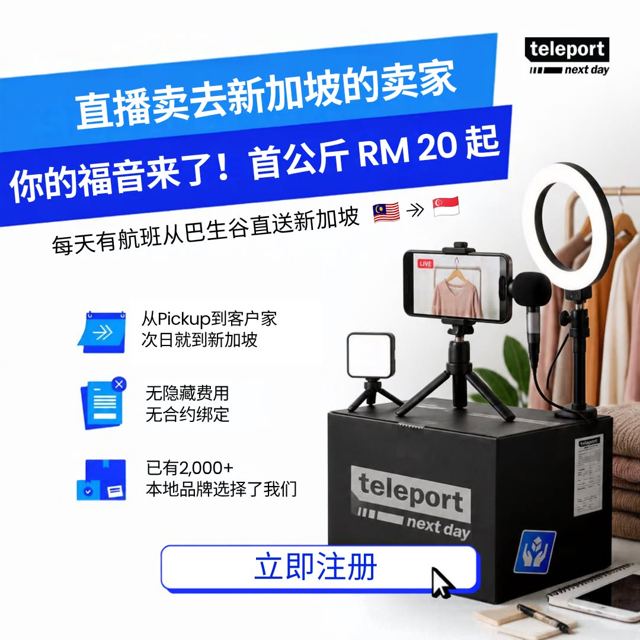 teleport
next day
直播卖去新加坡的卖家
你的福音来了！首公斤 RM 20 起
每天有航班从巴生谷直送新加坡
LIVE
从Pickup到客户家
次日就到新加坡
无隐藏费用
无合约绑定
已有2,000+
本地品牌选择了我们
teleport
next day
teleport
立即注册